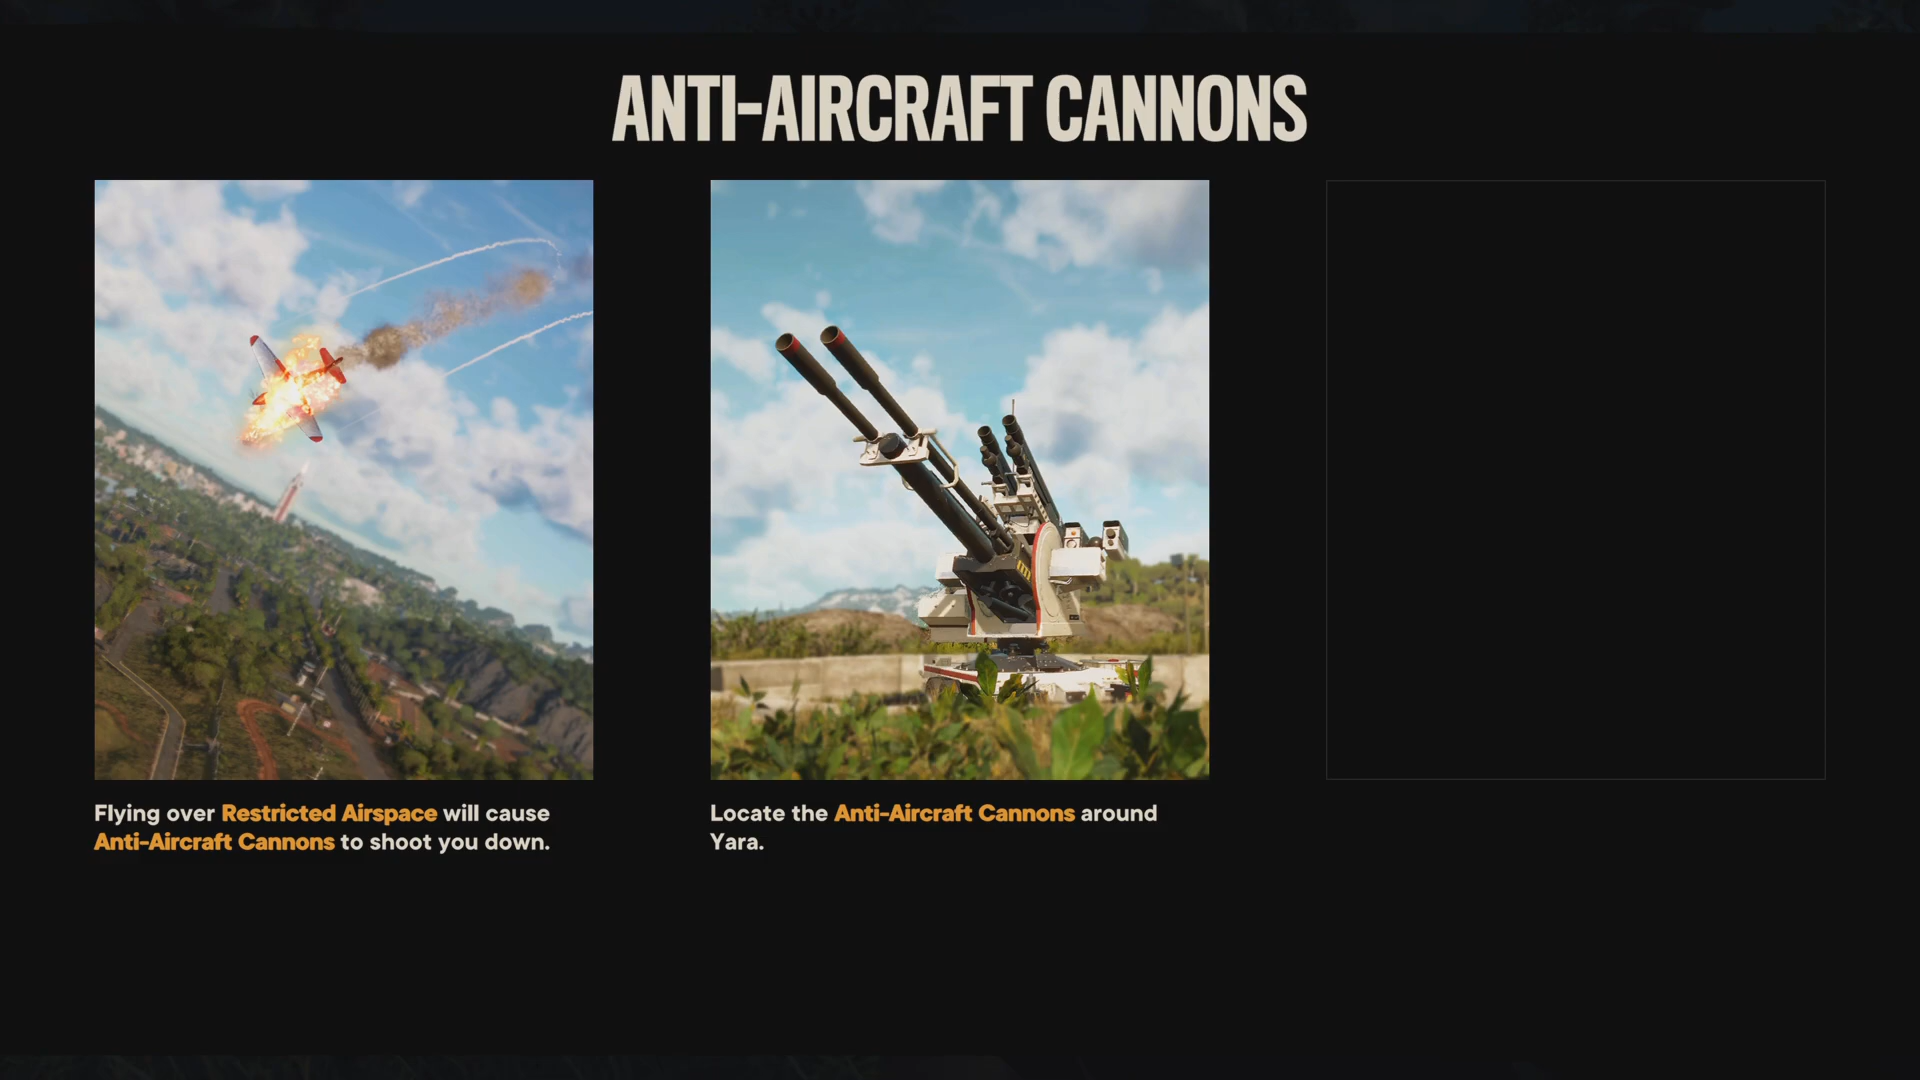 ANTI-AIRCRAFT CANNONS
Flying over Restricted Airspace will cause
Anti-Aircraft Cannons to shoot you down.
Locate the Anti-Aircraft Cannons around
Yara.